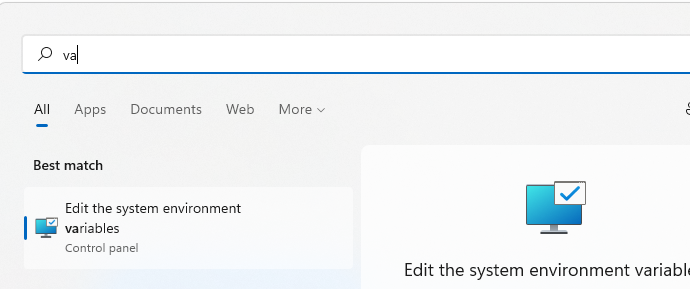 va
All Apps Documents Web More
Best match
Edit the system environment
variables
Control panel
Edit the system environment